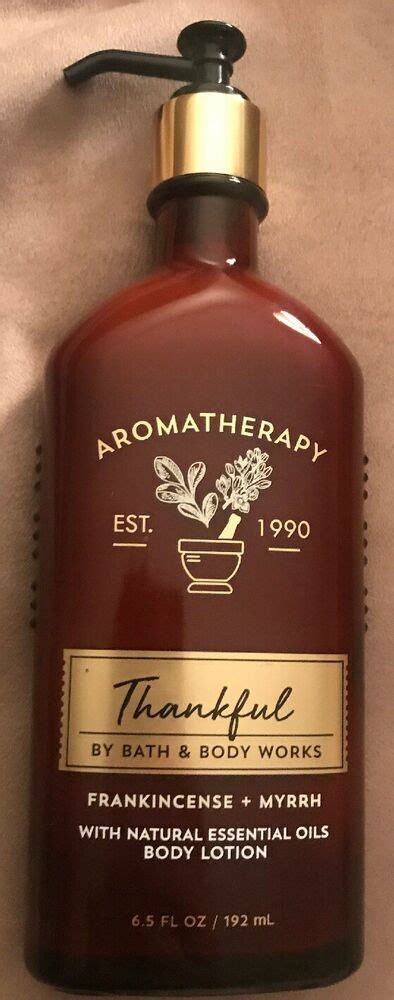 AROMATHERAPY
EST. 1990
Thankful
BY BATH & BODY WORKS
FRANKINCENSE + MYRRH
WITH NATURAL ESSENTIAL OILS
BODY LOTION
6.5 FL OZ / 192 mL